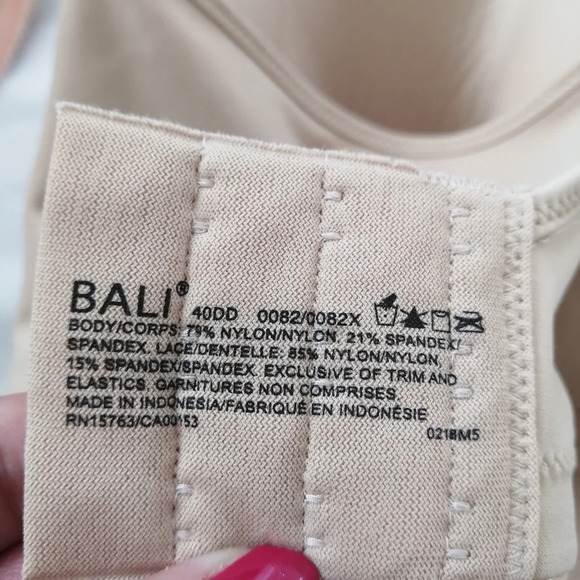 BALI® 40DD 0082/0082X
BODY/CORPS: 79% NYLON/NYLON, 21% SPANDEX/
SPANDEX, LACE/DENTELLE: 85% NYLON/NYLON,
15% SPANDEX/SPANDEX. EXCLUSIVE OF TRIM AND
ELASTICS. GARNITURES NON COMPRISES.
MADE IN INDONESIA/FABRIQUÉ EN INDONÉSIE
RN15763/CA00153 0218M5